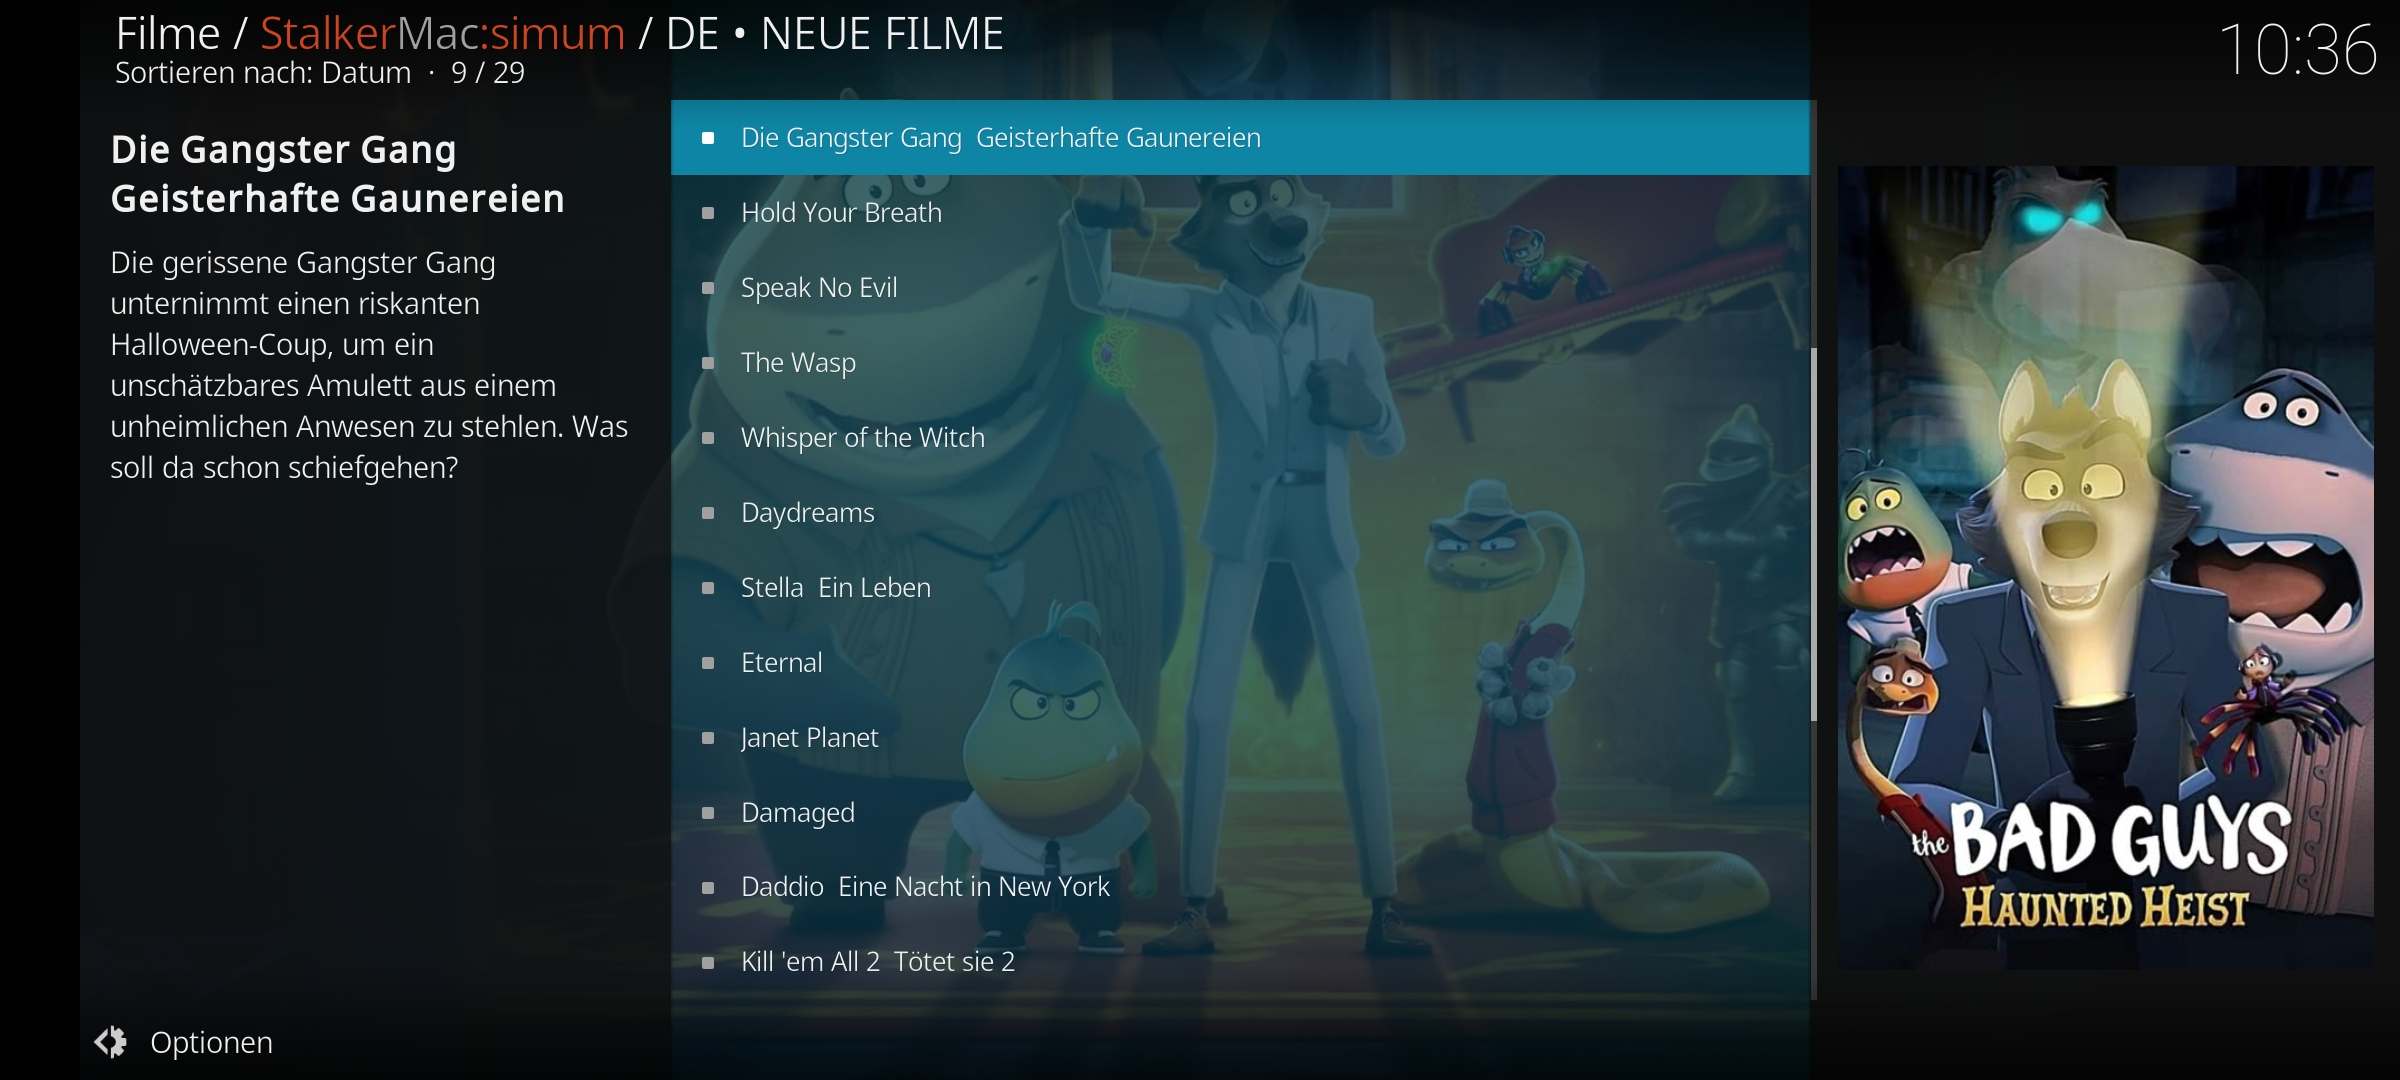 Filme / StalkerMac:simum / DE • NEUE FILME
10:36
Sortieren nach: Datum · 9 / 29
Die Gangster Gang
Geisterhafte Gaunereien
Die gerissene Gangster Gang
unternimmt einen riskanten
Halloween-Coup, um ein
unschätzbares Amulett aus einem
unheimlichen Anwesen zu stehlen. Was
soll da schon schiefgehen?
Die Gangster Gang  Geisterhafte Gaunereien
Hold Your Breath
Speak No Evil
The Wasp
Whisper of the Witch
Daydreams
Stella  Ein Leben
Eternal
Janet Planet
Damaged
Daddio  Eine Nacht in New York
Kill 'em All 2  Tötet sie 2
the BAD GUYS
HAUNTED HEIST
Optionen